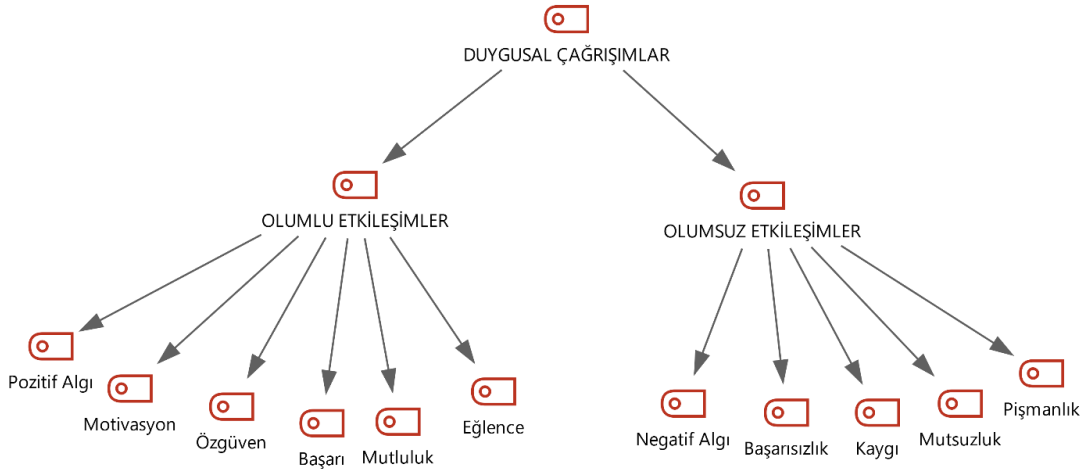 DUYGUSAL ÇAĞRIŞIMLAR
OLUMLU ETKİLEŞİMLER
OLUMSUZ ETKİLEŞİMLER
Pozitif Algı
Motivasyon
Özgüven
Başarı
Mutluluk
Eğlence
Negatif Algı
Başarısızlık
Kaygı
Mutsuzluk
Pişmanlık